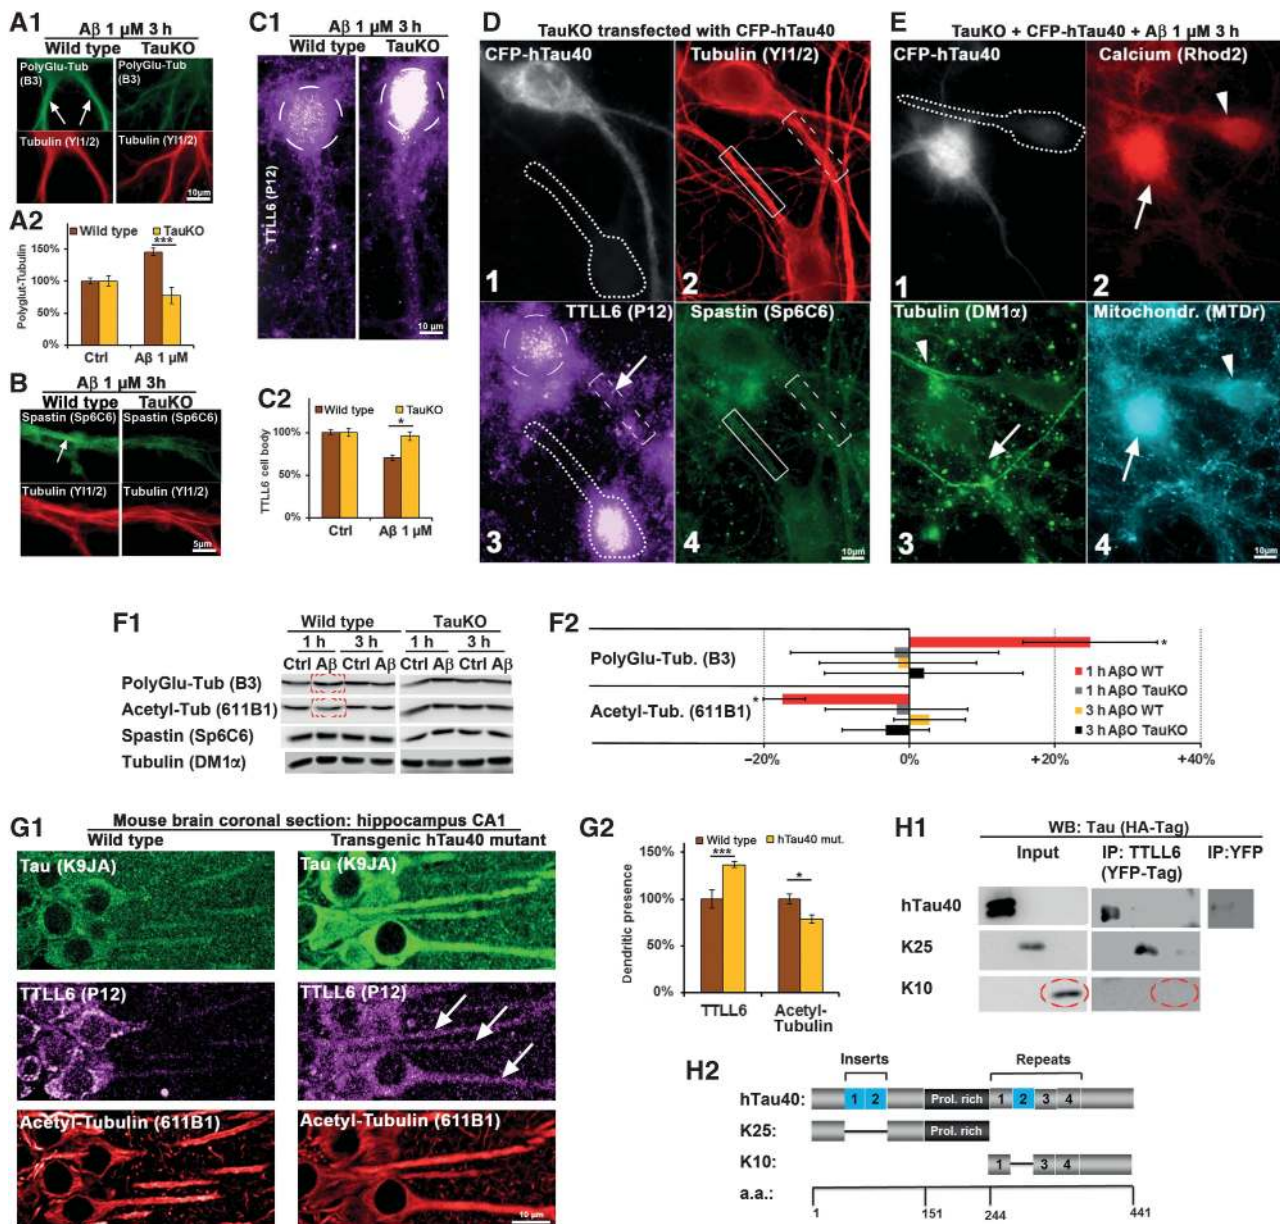 A1
Aβ 1 µM 3 h
Wild type TauKO
PolyGlu-Tub (B3)
PolyGlu-Tub (B3)
Tubulin (Yl1/2)
Tubulin (Yl1/2)
10µm
A2
Wild type TauKO
***
Polyglut-Tubulin
150%
100%
50%
0%
Ctrl Aβ 1 µM
B
Aβ 1 µM 3h
Wild type TauKO
Spastin (Sp6C6)
Spastin (Sp6C6)
Tubulin (Yl1/2)
Tubulin (Yl1/2)
5µm
C1
Aβ 1 µM 3 h
Wild type TauKO
TTLL6 (P12)
10 µm
C2
Wild type TauKO
*
TTLL6 cell body
100%
50%
0%
Ctrl Aβ 1 µM
D
TauKO transfected with CFP-hTau40
CFP-hTau40
1
Tubulin (Yl1/2)
2
TTLL6 (P12)
3
Spastin (Sp6C6)
4
10µm
E
TauKO + CFP-hTau40 + Aβ 1 µM 3 h
CFP-hTau40
1
Calcium (Rhod2)
2
Tubulin (DM1α)
3
Mitochondr. (MTDr)
4
10µm
F1
Wild type TauKO
1 h 3 h 1 h 3 h
Ctrl Aβ Ctrl Aβ Ctrl Aβ Ctrl Aβ
PolyGlu-Tub (B3)
Acetyl-Tub (611B1)
Spastin (Sp6C6)
Tubulin (DM1α)
F2
PolyGlu-Tub. (B3)
*
Acetyl-Tub. (611B1)
*
1 h AβO WT
1 h AβO TauKO
3 h AβO WT
3 h AβO TauKO
−20% 0% +20% +40%
G1
Mouse brain coronal section: hippocampus CA1
Wild type Transgenic hTau40 mutant
Tau (K9JA)
Tau (K9JA)
TTLL6 (P12)
TTLL6 (P12)
Acetyl-Tubulin (611B1)
Acetyl-Tubulin (611B1)
10 µm
G2
Wild type hTau40 mut.
***
*
Dendritic presence
150%
100%
50%
0%
TTLL6 Acetyl-Tubulin
H1
WB: Tau (HA-Tag)
Input IP: TTLL6 (YFP-Tag) IP:YFP
hTau40
K25
K10
H2
Inserts Repeats
hTau40: 1 2 Prol. rich 1 2 3 4
K25: Prol. rich
K10: 1 3 4
a.a.:
1 151 244 441